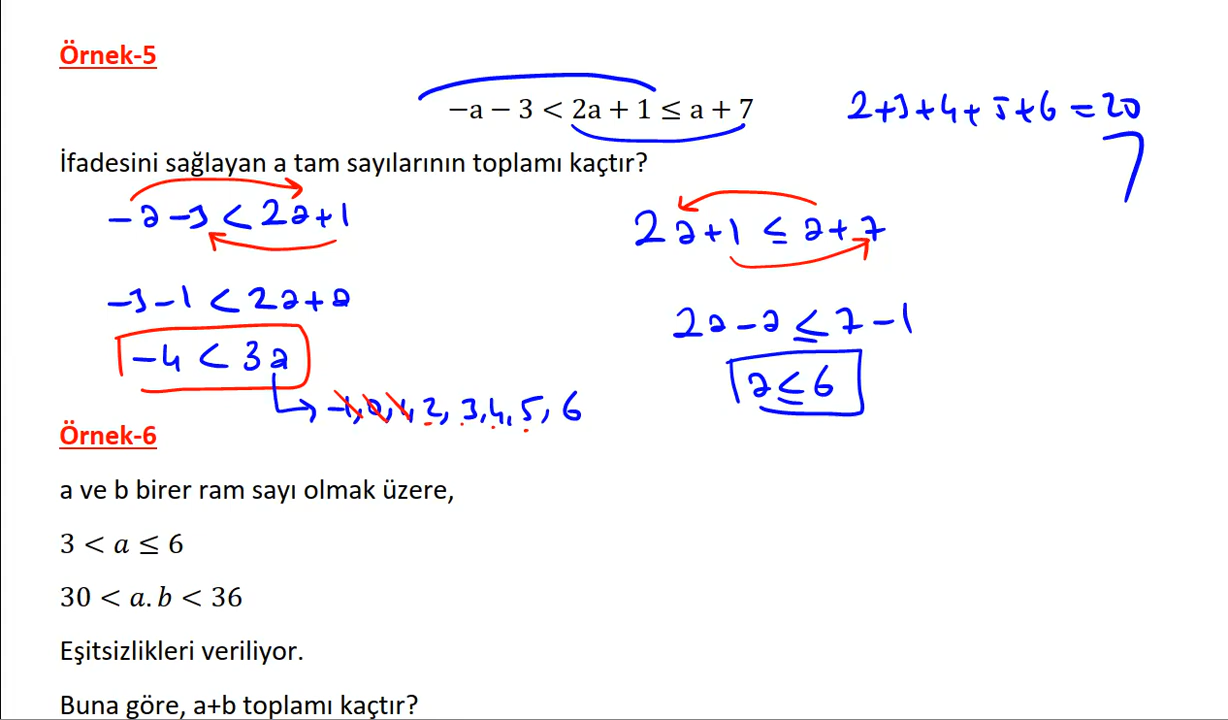 Örnek-5
−a − 3 < 2a + 1 ≤ a + 7
2+3+4+5+6 = 20
İfadesini sağlayan a tam sayılarının toplamı kaçtır?
-a-3 < 2a+1
2a+1 ≤ a+7
-3-1 < 2a+a
2a-a ≤ 7-1
-4 < 3a
a ≤ 6
-1, 0, 1, 2, 3, 4, 5, 6
Örnek-6
a ve b birer ram sayı olmak üzere,
3 < a ≤ 6
30 < a.b < 36
Eşitsizlikleri veriliyor.
Buna göre, a+b toplamı kaçtır?